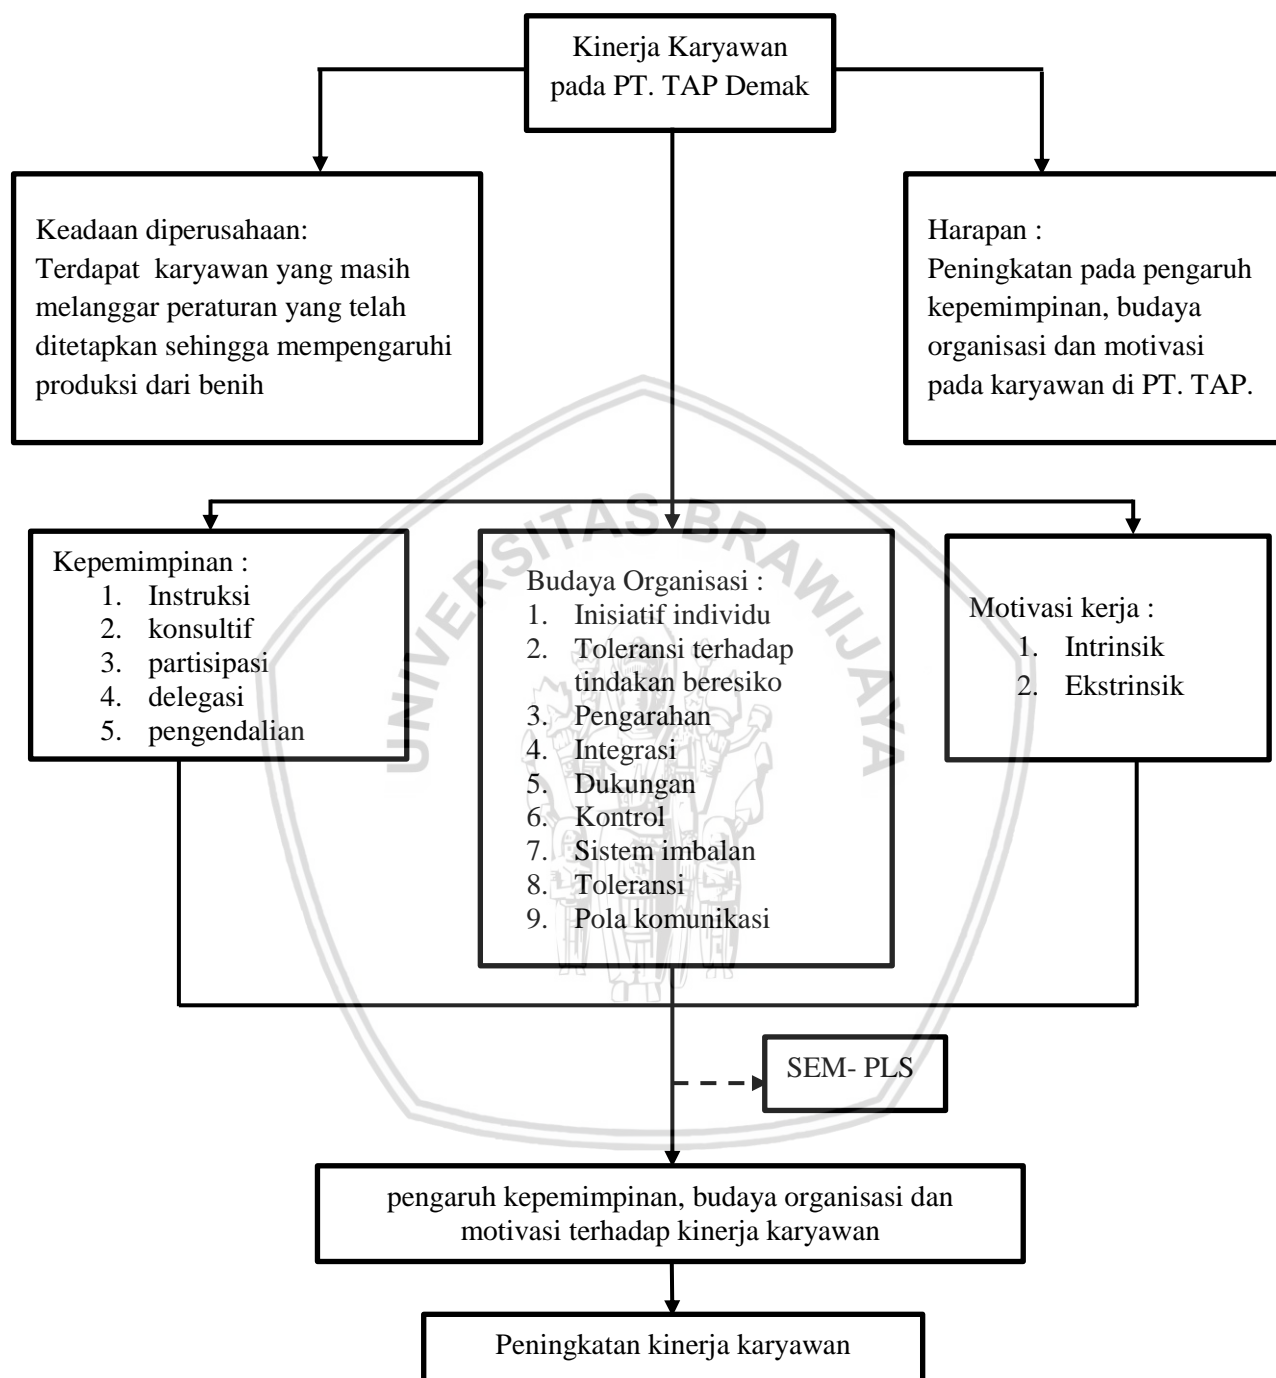 Kinerja Karyawan
pada PT. TAP Demak
Keadaan diperusahaan:
Terdapat karyawan yang masih
melanggar peraturan yang telah
ditetapkan sehingga mempengaruhi
produksi dari benih
Harapan :
Peningkatan pada pengaruh
kepemimpinan, budaya
organisasi dan motivasi
pada karyawan di PT. TAP.
UNIVERSITAS BRAWIJAYA
Kepemimpinan :
1. Instruksi
2. konsultif
3. partisipasi
4. delegasi
5. pengendalian
Budaya Organisasi :
1. Inisiatif individu
2. Toleransi terhadap
tindakan beresiko
3. Pengarahan
4. Integrasi
5. Dukungan
6. Kontrol
7. Sistem imbalan
8. Toleransi
9. Pola komunikasi
Motivasi kerja :
1. Intrinsik
2. Ekstrinsik
SEM- PLS
pengaruh kepemimpinan, budaya organisasi dan
motivasi terhadap kinerja karyawan
Peningkatan kinerja karyawan